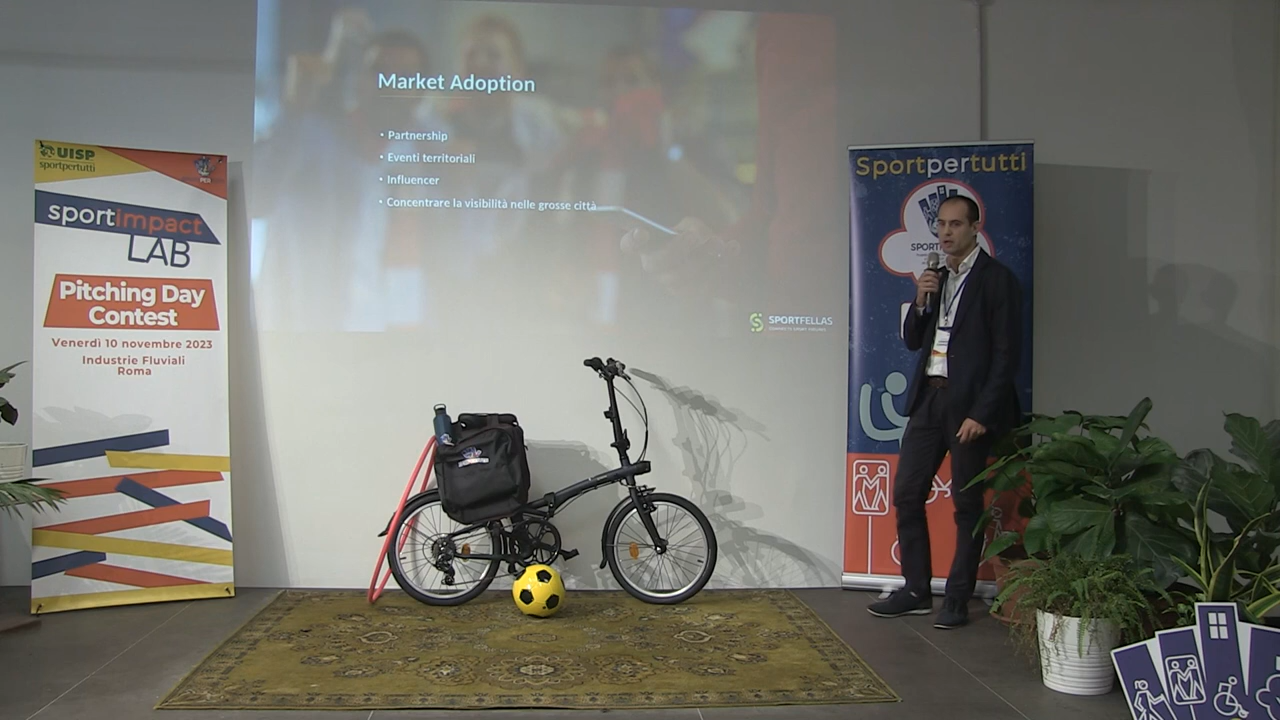 UISP
sportpertutti
sportimpact
LAB
Pitching Day
Contest
Venerdì 10 novembre 2023
Industrie Fluviali
Roma
Market Adoption
• Partnership
• Eventi territoriali
• Influencer
• Concentrare la visibilità nelle grosse città
SPORTFELLAS
Sportpertutti